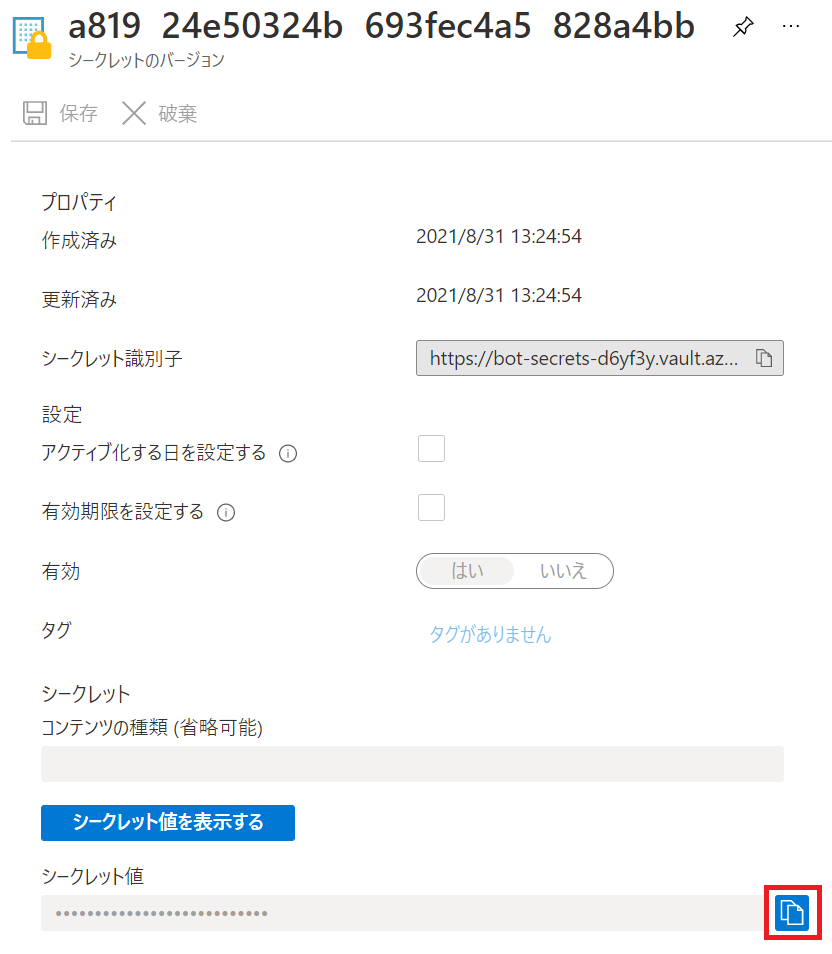 a819 24e50324b 693fec4a5 828a4bb
シークレットのバージョン
保存 破棄
プロパティ
作成済み 2021/8/31 13:24:54
更新済み 2021/8/31 13:24:54
シークレット識別子 https://bot-secrets-d6yf3y.vault.az...
設定
アクティブ化する日を設定する
有効期限を設定する
有効 はい いいえ
タグ タグがありません
シークレット
コンテンツの種類 (省略可能)
シークレット値を表示する
シークレット値